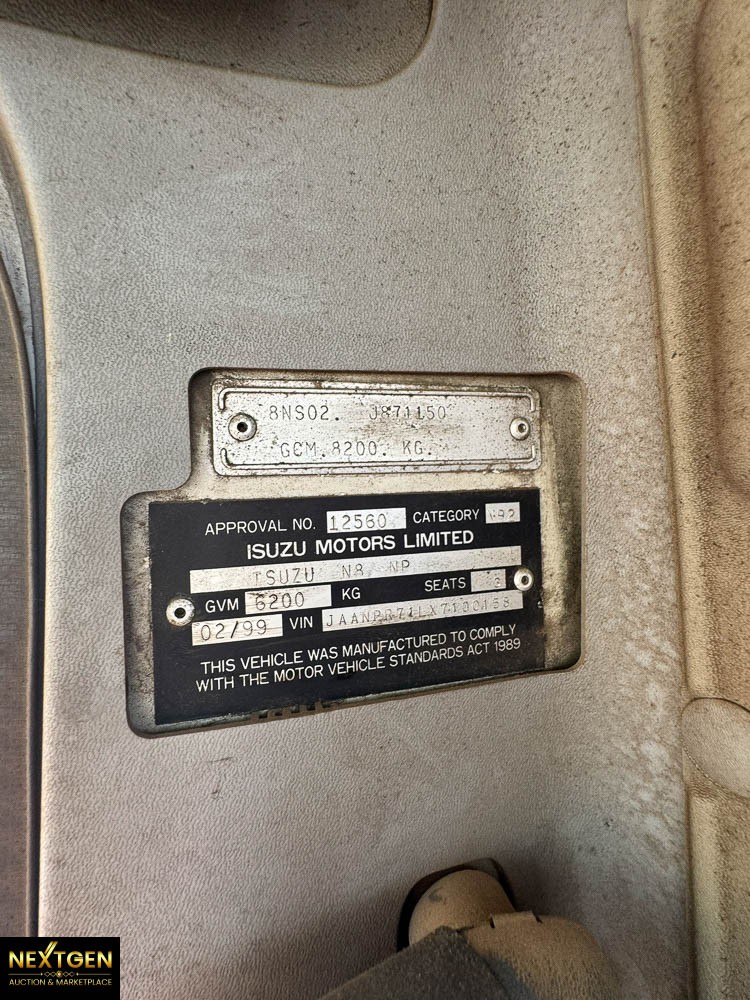 8NS02. J871150
GCM 8200. KG.
APPROVAL NO. 12560 CATEGORY
ISUZU MOTORS LIMITED
ISUZU N8 NP
GVM 6200 KG SEATS 3
02/99 VIN
THIS VEHICLE WAS MANUFACTURED TO COMPLY
WITH THE MOTOR VEHICLE STANDARDS ACT 1989
NEXTGEN
AUCTION & MARKETPLACE